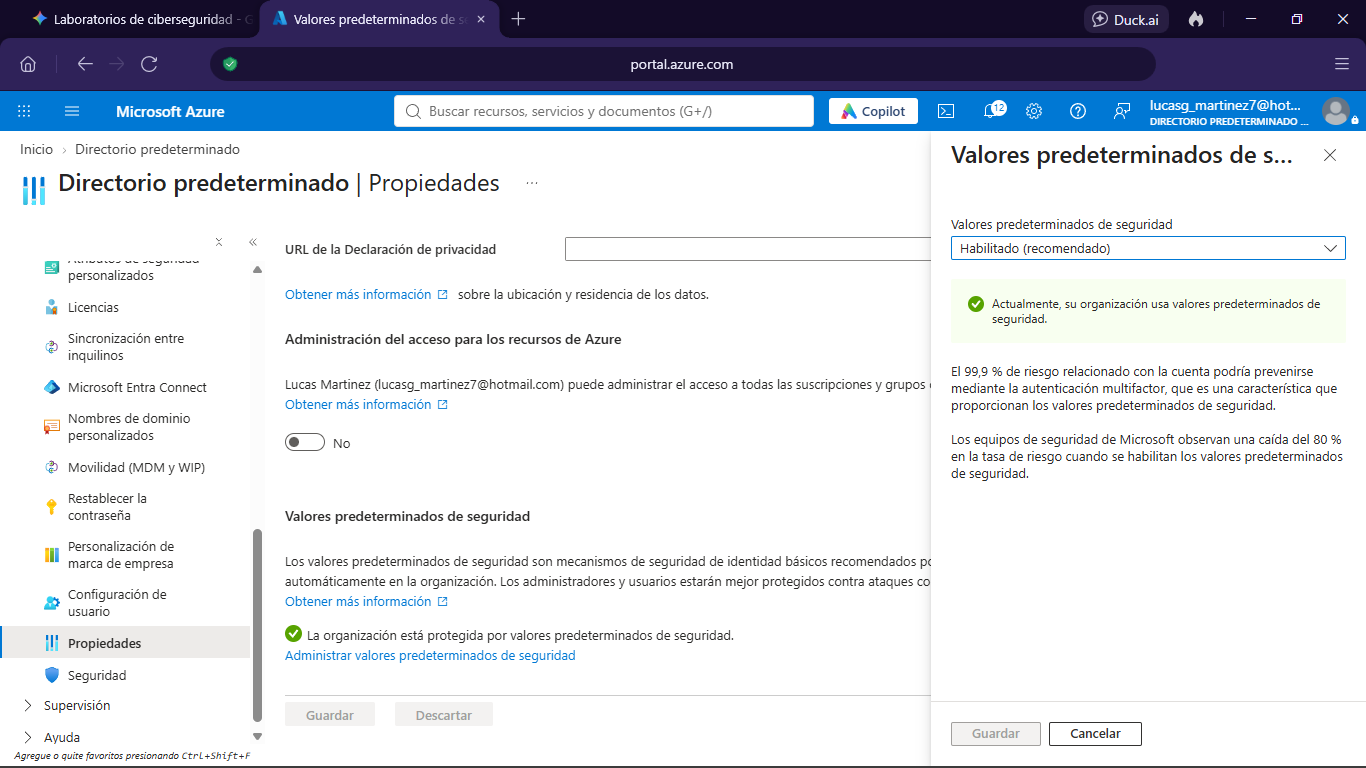 Laboratorios de ciberseguridad - G
Valores predeterminados de se
Duck.ai
portal.azure.com
Microsoft Azure
Buscar recursos, servicios y documentos (G+/)
Copilot
12
lucasg_martinez7@hot...
DIRECTORIO PREDETERMINADO ...
Inicio
Directorio predeterminado
Directorio predeterminado | Propiedades
...
Atributos de seguridad
personalizados
Licencias
Sincronización entre
inquilinos
Microsoft Entra Connect
Nombres de dominio
personalizados
Movilidad (MDM y WIP)
Restablecer la
contraseña
Personalización de
marca de empresa
Configuración de
usuario
Propiedades
Seguridad
Supervisión
Ayuda
Agregue o quite favoritos presionando Ctrl+Shift+F
URL de la Declaración de privacidad
Obtener más información sobre la ubicación y residencia de los datos.
Administración del acceso para los recursos de Azure
Lucas Martinez (lucasg_martinez7@hotmail.com) puede administrar el acceso a todas las suscripciones y grupos
Obtener más información
No
Valores predeterminados de seguridad
Los valores predeterminados de seguridad son mecanismos de seguridad de identidad básicos recomendados po
automáticamente en la organización. Los administradores y usuarios estarán mejor protegidos contra ataques co
Obtener más información
La organización está protegida por valores predeterminados de seguridad.
Administrar valores predeterminados de seguridad
Guardar
Descartar
Valores predeterminados de s...
Valores predeterminados de seguridad
Habilitado (recomendado)
Actualmente, su organización usa valores predeterminados de
seguridad.
El 99,9 % de riesgo relacionado con la cuenta podría prevenirse
mediante la autenticación multifactor, que es una característica que
proporcionan los valores predeterminados de seguridad.
Los equipos de seguridad de Microsoft observan una caída del 80 %
en la tasa de riesgo cuando se habilitan los valores predeterminados
de seguridad.
Guardar
Cancelar